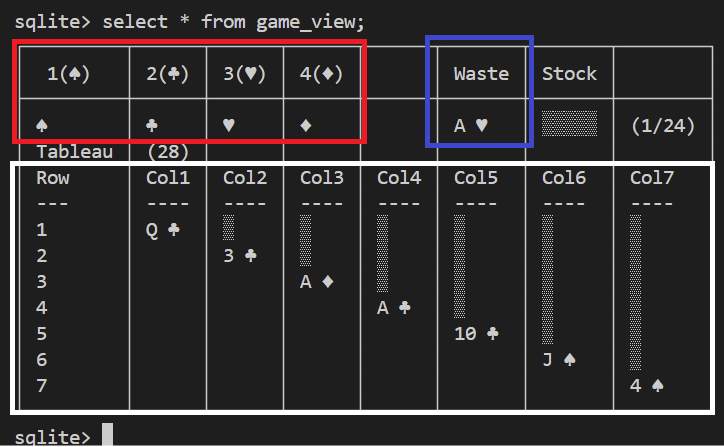 sqlite> select * from game_view;
1(♠) 2(♣) 3(♥) 4(♦) Waste Stock
♠ ♣ ♥ ♦ A ♥ (1/24)
Tableau (28)
Row Col1 Col2 Col3 Col4 Col5 Col6 Col7
--- ---- ---- ---- ---- ---- ---- ----
1 Q ♣
2 3 ♣
3 A ♦
4 A ♣
5 10 ♣
6 J ♠
7 4 ♠
sqlite>